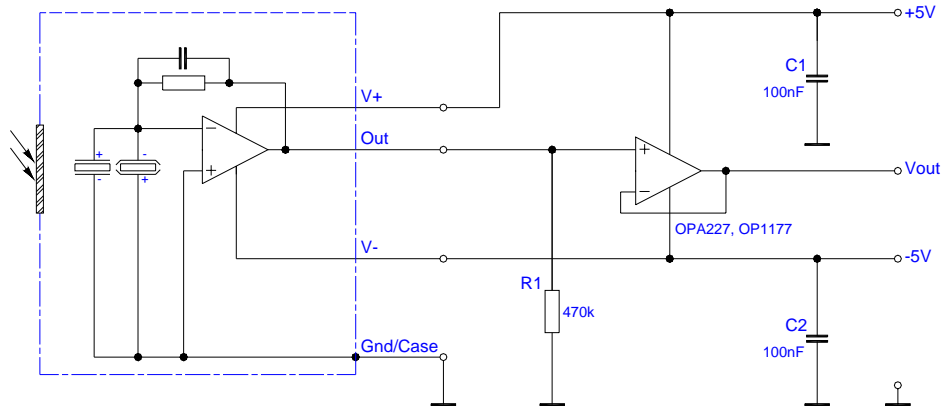 +5V
C1
100nF
V+
Out
+
-
-
+
−
+
+
−
Vout
OPA227, OP1177
V-
-5V
R1
470k
C2
100nF
Gnd/Case